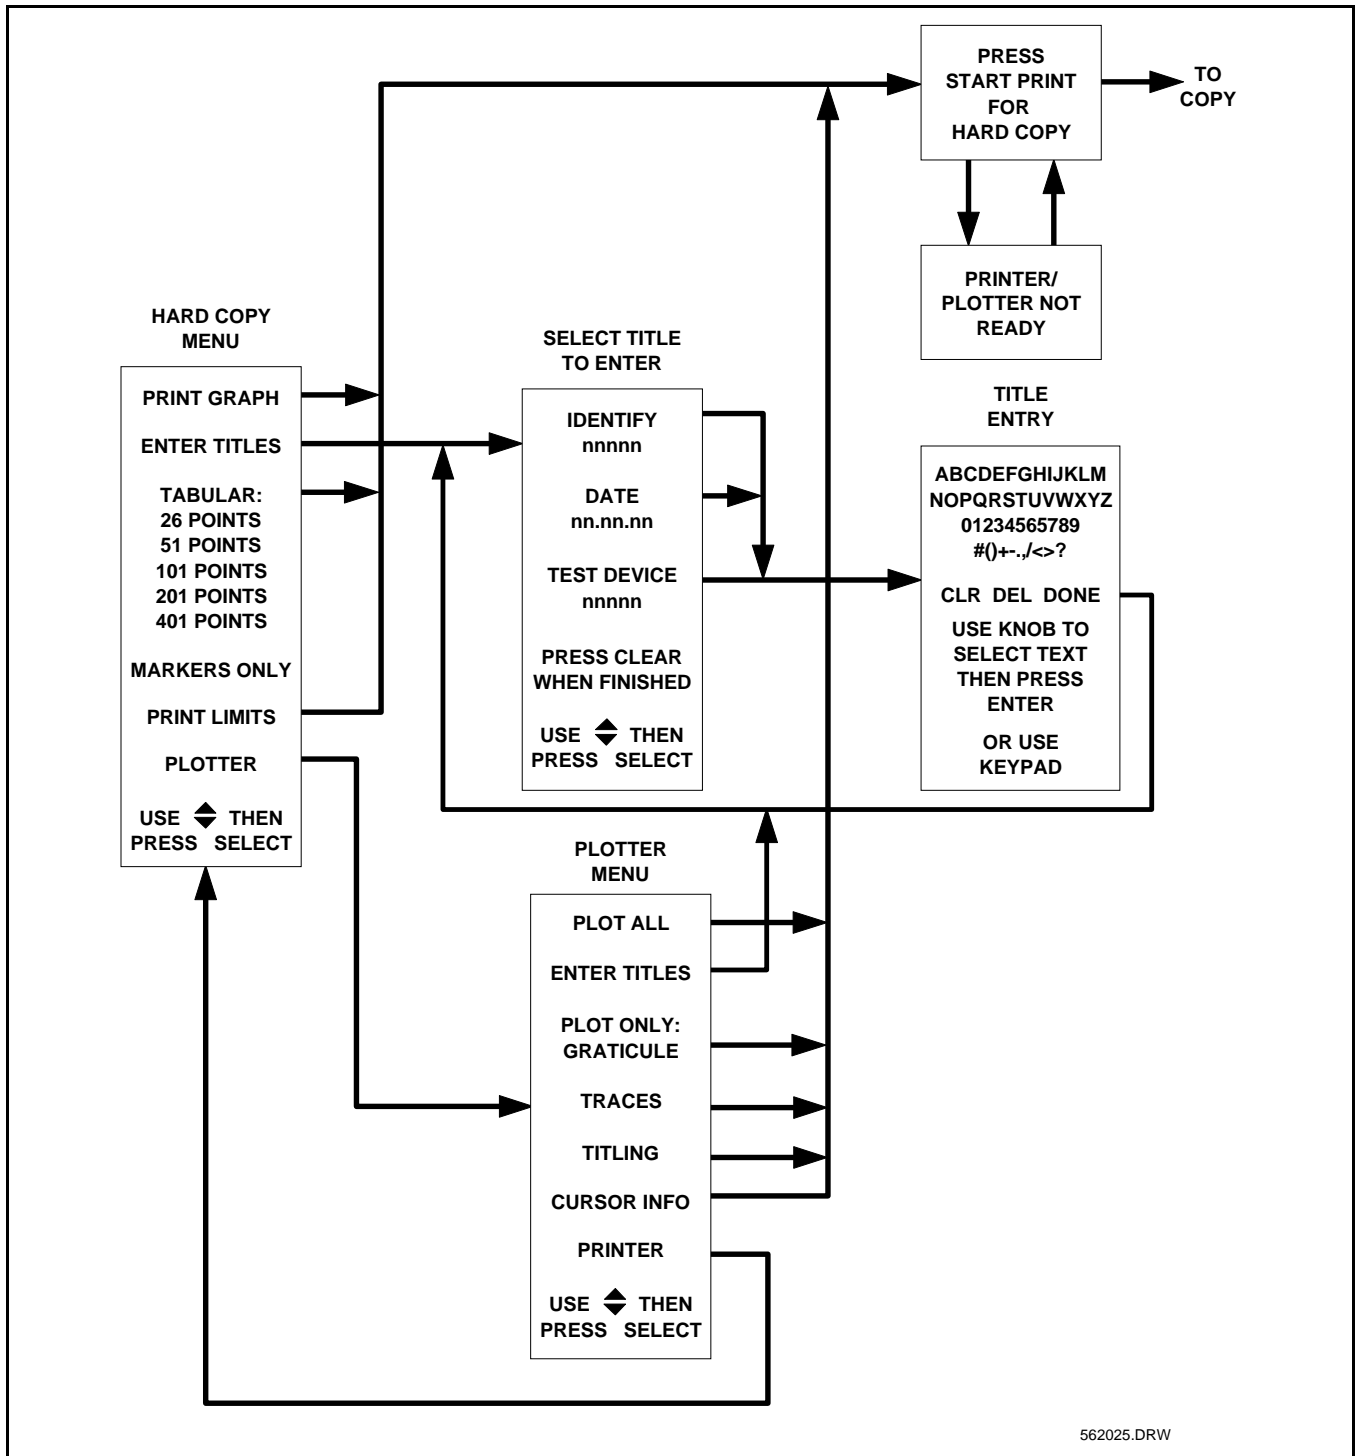 PRESS
START PRINT
FOR
HARD COPY
TO
COPY
PRINTER/
PLOTTER NOT
READY
HARD COPY
MENU
PRINT GRAPH
ENTER TITLES
TABULAR:
26 POINTS
51 POINTS
101 POINTS
201 POINTS
401 POINTS
MARKERS ONLY
PRINT LIMITS
PLOTTER
USE THEN
PRESS SELECT
SELECT TITLE
TO ENTER
IDENTIFY
nnnnn
DATE
nn.nn.nn
TEST DEVICE
nnnnn
PRESS CLEAR
WHEN FINISHED
USE THEN
PRESS SELECT
TITLE
ENTRY
ABCDEFGHIJKLM
NOPQRSTUVWXYZ
01234565789
#()+-.,/<>?
CLR DEL DONE
USE KNOB TO
SELECT TEXT
THEN PRESS
ENTER
OR USE
KEYPAD
PLOTTER
MENU
PLOT ALL
ENTER TITLES
PLOT ONLY:
GRATICULE
TRACES
TITLING
CURSOR INFO
PRINTER
USE THEN
PRESS SELECT
562025.DRW